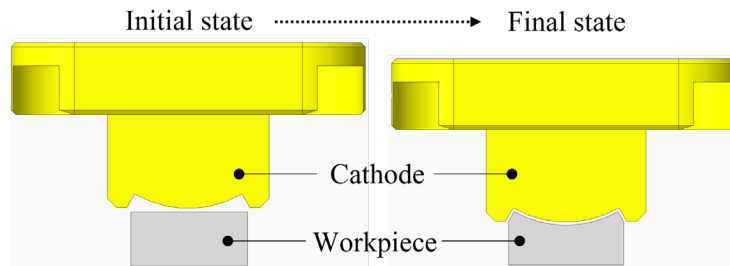 Initial state
Final state
Cathode
Workpiece